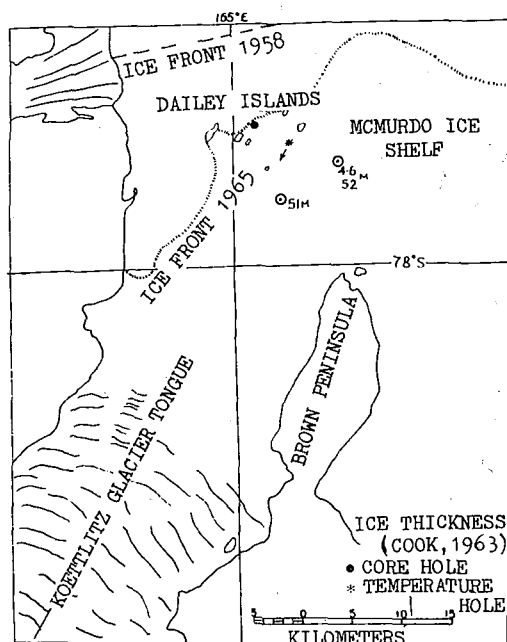 165°E
ICE FRONT 1958
DAILEY ISLANDS
MCMURDO ICE
SHELF
4.6
52 M
51M
ICE FRONT 1965
78°S
BROWN PENINSULA
KOETTLITZ GLACIER TONGUE
ICE THICKNESS
(COOK, 1963)
CORE HOLE
* TEMPERATURE
HOLE
5 0 5 10 15
KILOMETERS